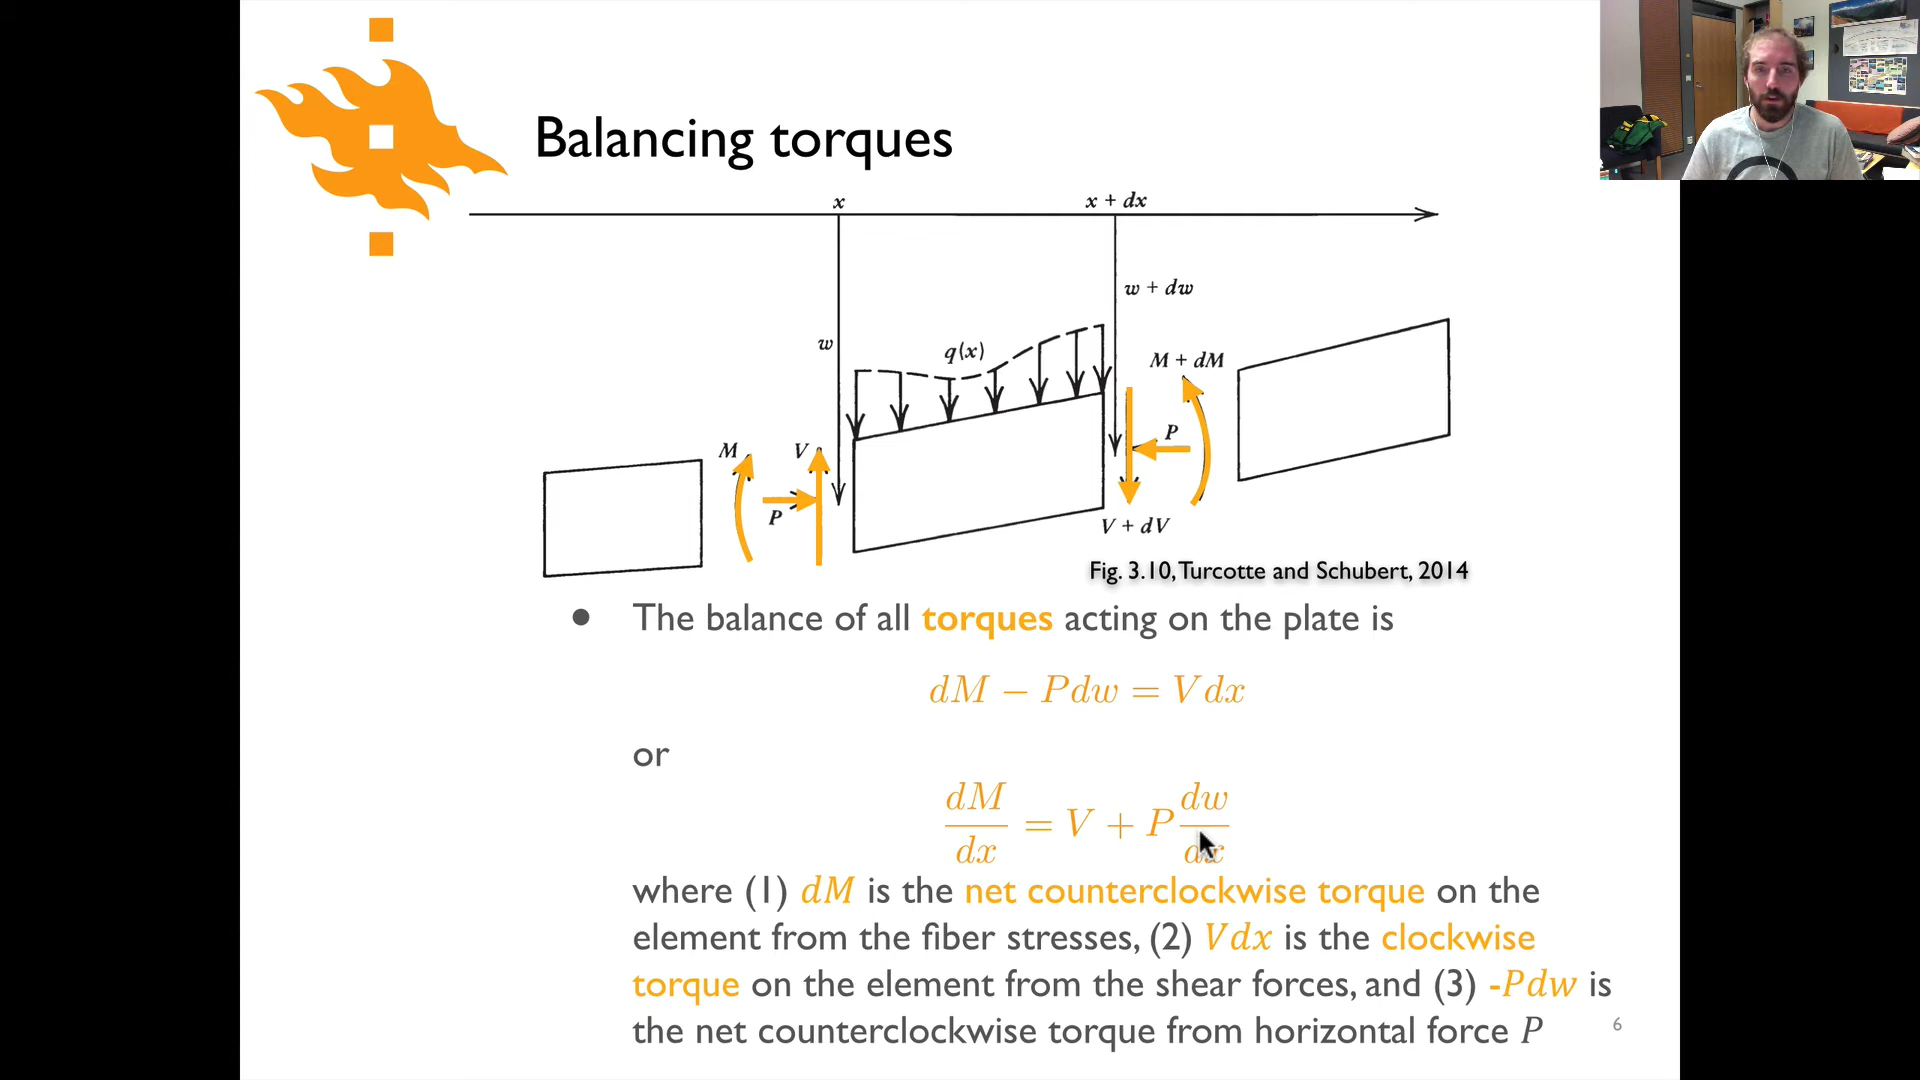 Balancing torques
x
x + dx
w + dw
w
q(x)
M + dM
M
V
P
P
V + dV
Fig. 3.10, Turcotte and Schubert, 2014
● The balance of all torques acting on the plate is
dM − Pdw = Vdx
or
dM/dx = V + P dw/dx
where (1) dM is the net counterclockwise torque on the
element from the fiber stresses, (2) Vdx is the clockwise
torque on the element from the shear forces, and (3) -Pdw is
the net counterclockwise torque from horizontal force P
6